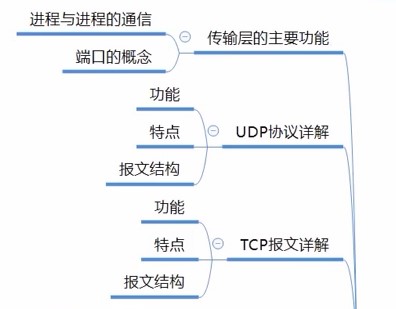 进程与进程的通信
端口的概念
传输层的主要功能
功能
特点
报文结构
UDP协议详解
功能
特点
报文结构
TCP报文详解